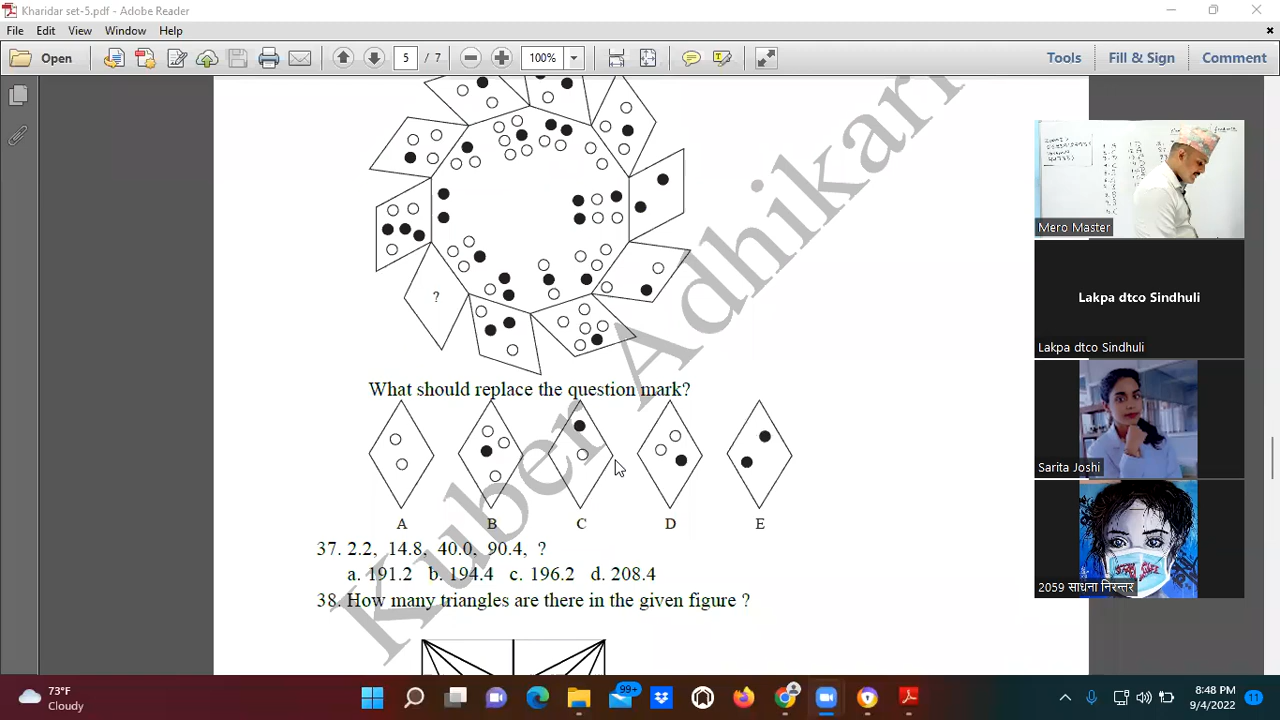 Kharidar set-5.pdf - Adobe Reader
File Edit View Window Help
Open 5 / 7 100% Tools Fill & Sign Comment
?
What should replace the question mark?
A B C D E
37. 2.2, 14.8, 40.0, 90.4, ?
a. 191.2 b. 194.4 c. 196.2 d. 208.4
38. How many triangles are there in the given figure ?
Kuber Adhikari
Mero Master
Lakpa dtco Sindhuli
Lakpa dtco Sindhuli
Sarita Joshi
2059 साधना निरन्तर
73°F
Cloudy
99+
8:48 PM
9/4/2022
11